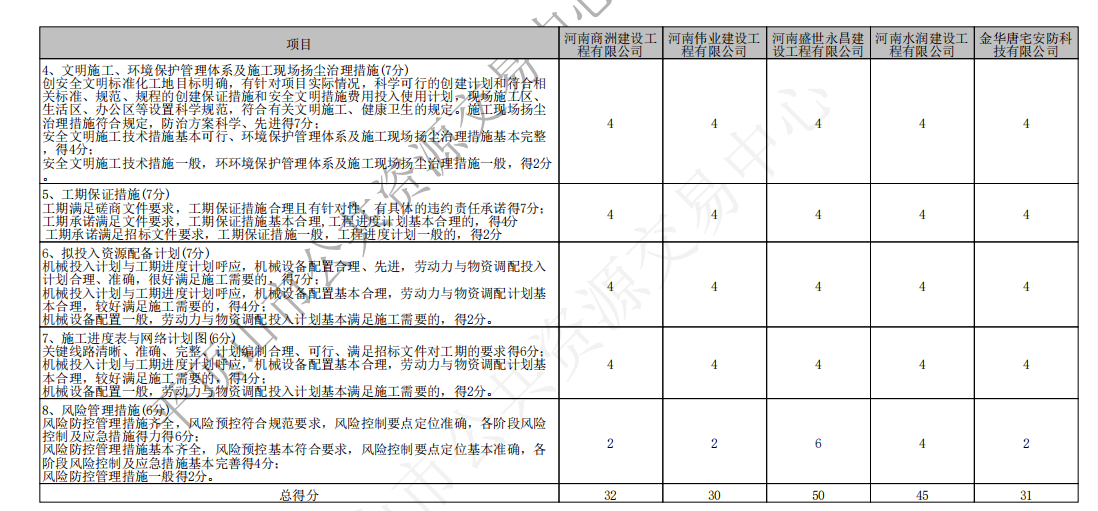 项目
河南商洲建设工程有限公司
河南伟业建设工程有限公司
河南盛世永昌建设工程有限公司
河南水润建设工程有限公司
金华唐宅安防科技有限公司
4、文明施工、环境保护管理体系及施工现场扬尘治理措施(7分)
创安全文明标准化工地目标明确，有针对项目实际情况，科学可行的创建计划和符合相
关标准、规范、规程的创建保证措施和安全文明措施费用投入使用计划。现场施工区、
生活区、办公区等设置科学规范，符合有关文明施工、健康卫生的规定。施工现场扬尘
治理措施符合规定，防治方案科学、先进得7分；
安全文明施工技术措施基本可行、环境保护管理体系及施工现场扬尘治理措施基本完整
，得4分；
安全文明施工技术措施一般，环环境保护管理体系及施工现场扬尘治理措施一般，得2分
。
4 4 4 4 4
5、工期保证措施(7分)
工期满足磋商文件要求，工期保证措施合理且有针对性，有具体的违约责任承诺得7分；
工期承诺满足文件要求，工期保证措施基本合理,工程进度计划基本合理的，得4分
工期承诺满足招标文件要求，工期保证措施一般，工程进度计划一般的，得2分
4 4 4 4 4
6、拟投入资源配备计划(7分)
机械投入计划与工期进度计划呼应，机械设备配置合理、先进，劳动力与物资调配投入
计划合理、准确，很好满足施工需要的，得7分；
机械投入计划与工期进度计划呼应，机械设备配置基本合理，劳动力与物资调配计划基
本合理，较好满足施工需要的，得4分；
机械设备配置一般，劳动力与物资调配投入计划基本满足施工需要的，得2分。
4 4 4 4 4
7、施工进度表与网络计划图(6分)
关键线路清晰、准确、完整，计划编制合理、可行、满足招标文件对工期的要求得6分；
机械投入计划与工期进度计划呼应，机械设备配置基本合理，劳动力与物资调配计划基
本合理，较好满足施工需要的，得4分；
机械设备配置一般，劳动力与物资调配投入计划基本满足施工需要的，得2分。
4 4 4 4 4
8、风险管理措施(6分)
风险防控管理措施齐全，风险预控符合规范要求，风险控制要点定位准确，各阶段风险
控制及应急措施得力得6分；
风险防控管理措施基本齐全，风险预控基本符合要求，风险控制要点定位基本准确，各
阶段风险控制及应急措施基本完善得4分；
风险防控管理措施一般得2分。
2 2 6 4 2
总得分 32 30 50 45 31
平顶山市公共资源交易中心
山市公共资源交易中心